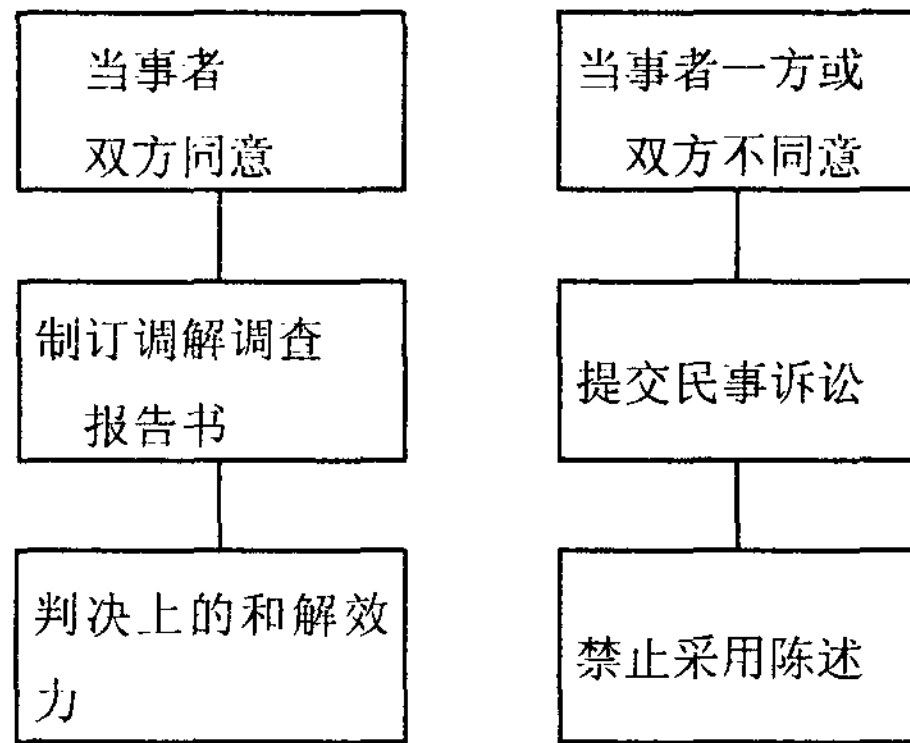 当事者
双方同意
制订调解调查
报告书
判决上的和解效
力
当事者一方或
双方不同意
提交民事诉讼
禁止采用陈述